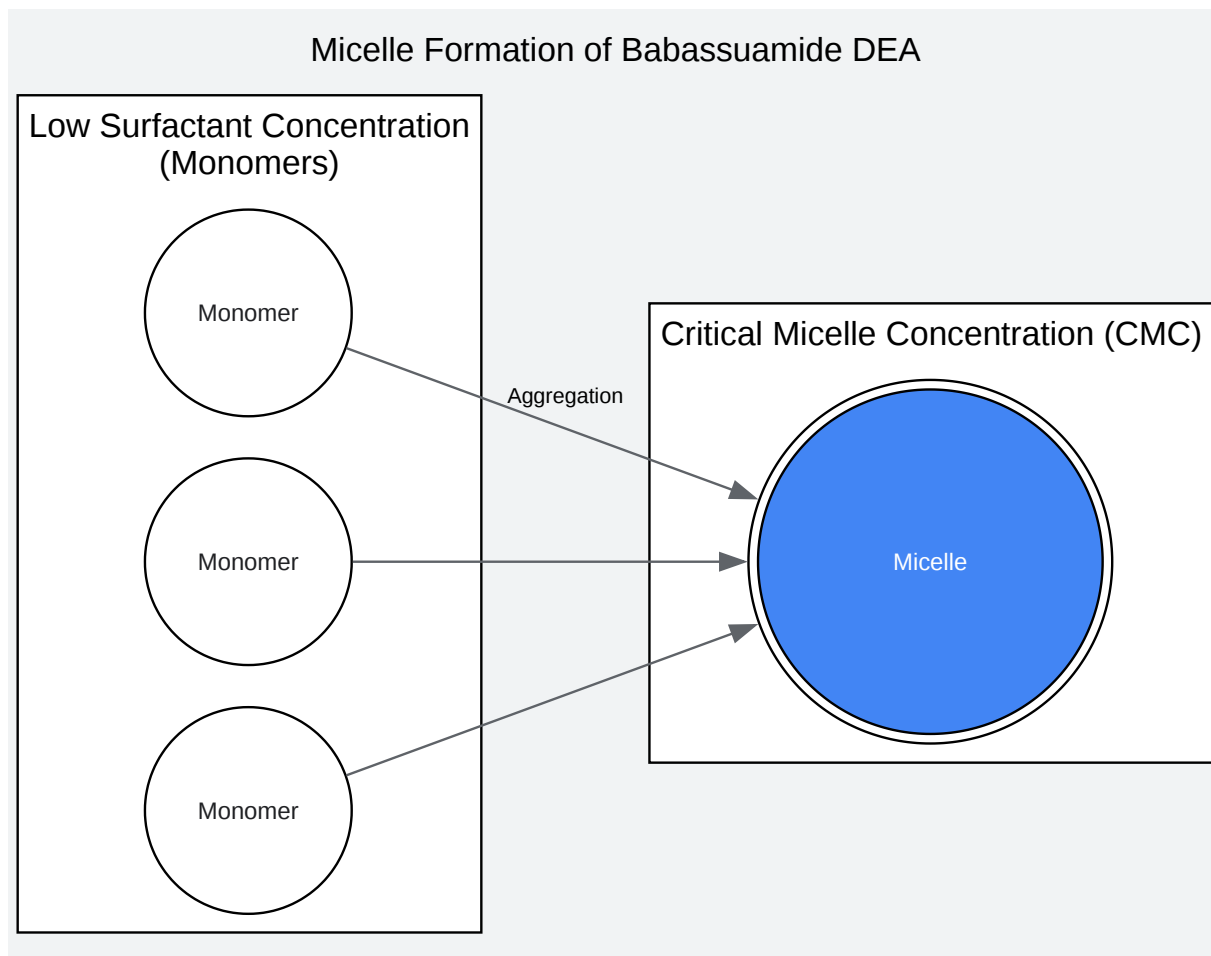 Micelle Formation of Babassuamide DEA
Low Surfactant Concentration
(Monomers)
Monomer
Monomer
Monomer
Aggregation
Critical Micelle Concentration (CMC)
Micelle